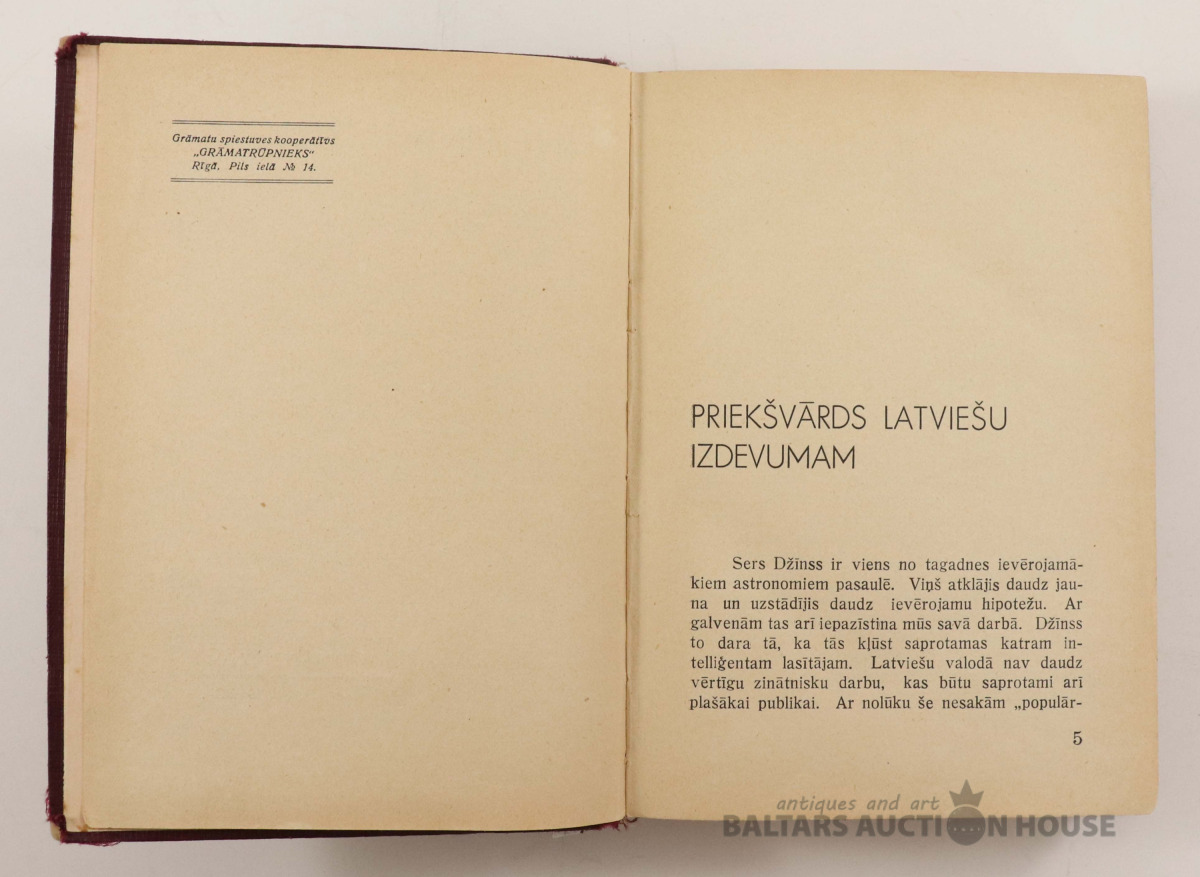 Grāmatu spiestuves kooperātīvs
„GRĀMATRŪPNIEKS“
Rīgā, Pils ielā № 14.
PRIEKŠVĀRDS LATVIEŠU
IZDEVUMAM
Sers Džīnss ir viens no tagadnes ievērojamā-
kiem astronomiem pasaulē. Viņš atklājis daudz jau-
na un uzstādījis daudz ievērojamu hipotežu. Ar
galvenām tas arī iepazīstina mūs savā darbā. Džīnss
to dara tā, ka tās kļūst saprotamas katram in-
telliģentam lasītājam. Latviešu valodā nav daudz
vērtīgu zinātnisku darbu, kas būtu saprotami arī
plašākai publikai. Ar nolūku še nesakām „populār-
5
antiques and art
BALTARS AUCTION HOUSE